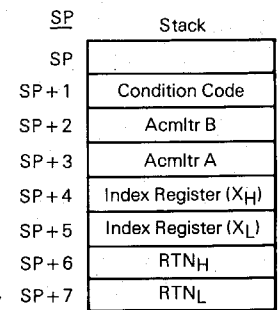 SP Stack
SP
SP+1 Condition Code
SP+2 Acmltr B
SP+3 Acmltr A
SP+4 Index Register (XH)
SP+5 Index Register (XL)
SP+6 RTNH
SP+7 RTNL